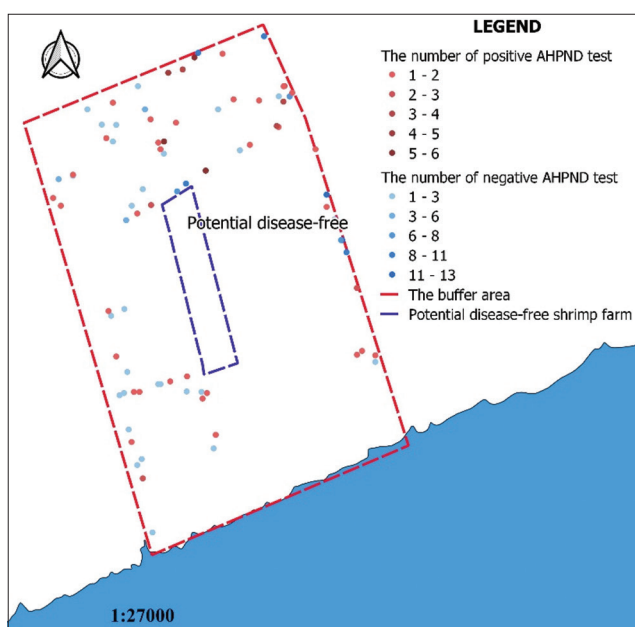 LEGEND
The number of positive AHPND test
1 - 2
2 - 3
3 - 4
4 - 5
5 - 6
The number of negative AHPND test
1 - 3
3 - 6
6 - 8
8 - 11
11 - 13
The buffer area
Potential disease-free shrimp farm
Potential disease-free
1:27000